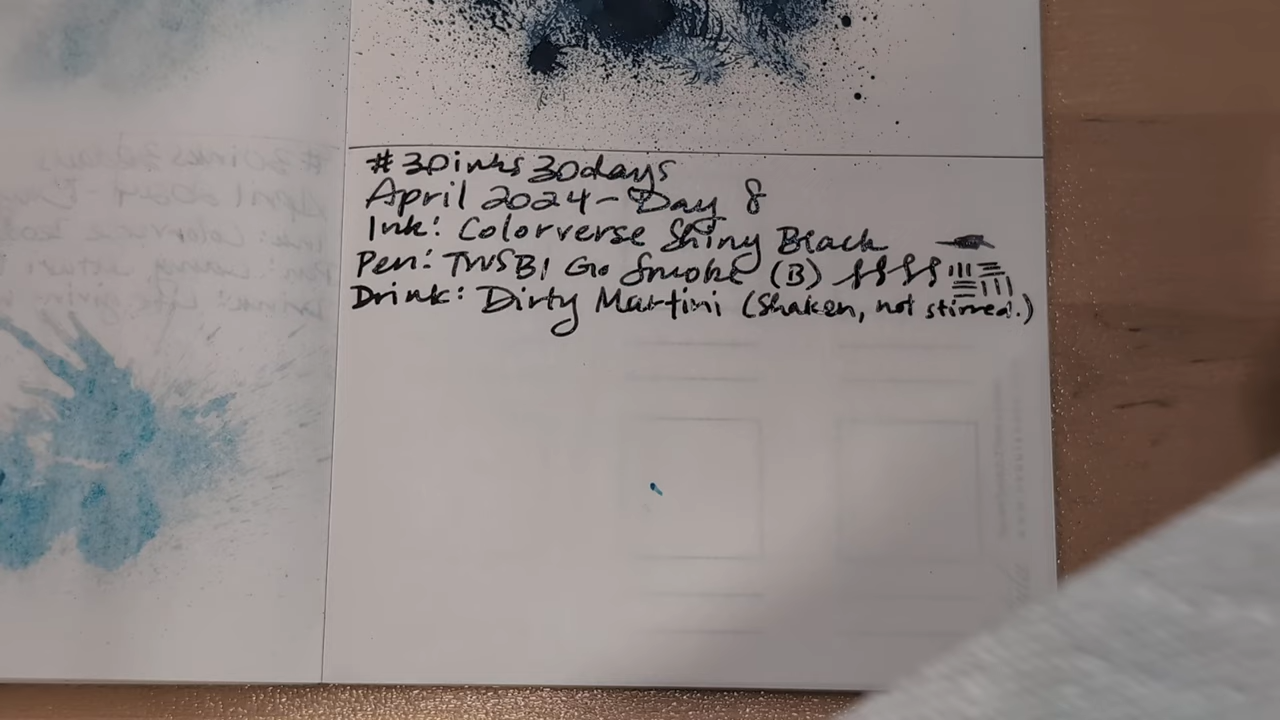 #30inks30days
April 2024 - Day 8
Ink: Colorverse Shiny Black
Pen: TWSBI Go Smoke (B)
Drink: Dirty Martini (Shaken, not stirred.)